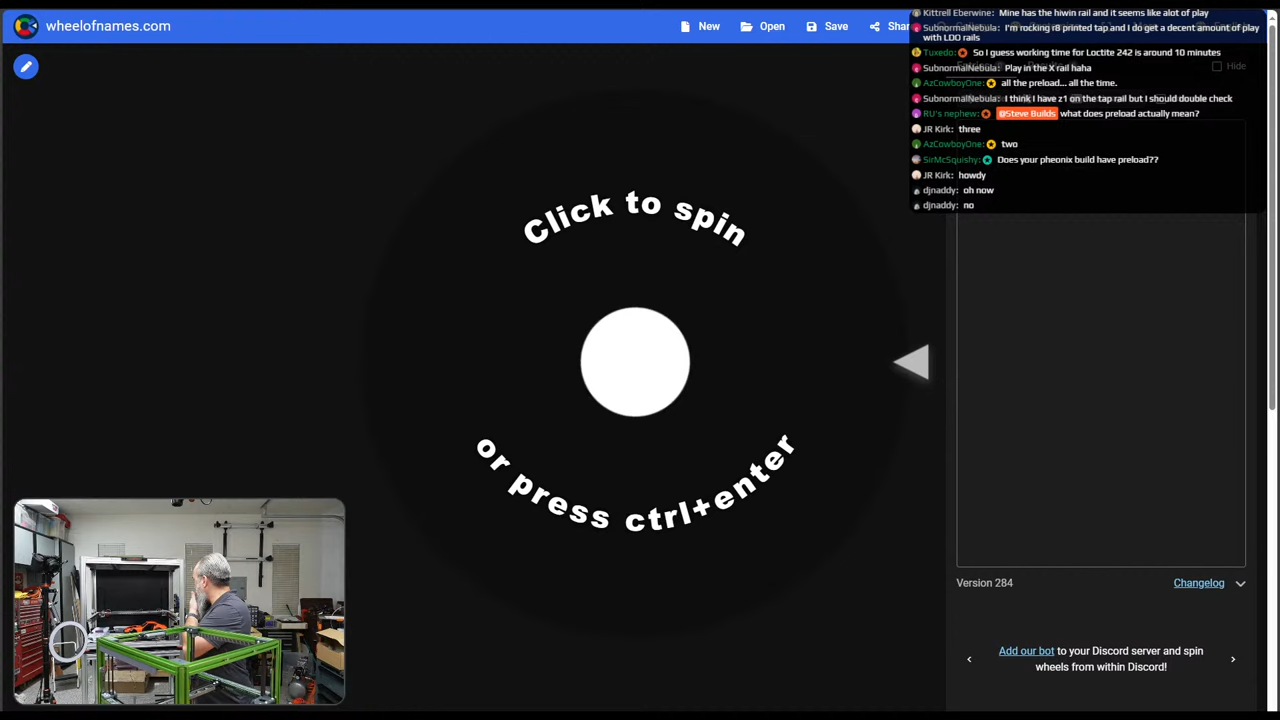 wheelofnames.com
New
Open
Save
Shar
Kittrell Eberwine: Mine has the hiwin rail and it seems like alot of play
SubnormalNebula: I'm rocking r8 printed tap and I do get a decent amount of play
with LDO rails
Tuxedo: So I guess working time for Loctite 242 is around 10 minutes
SubnormalNebula: Play in the X rail haha
AzCowboyOne: all the preload... all the time.
SubnormalNebula: I think I have z1 on the tap rail but I should double check
RU's nephew: @Steve Builds what does preload actually mean?
JR Kirk: three
AzCowboyOne: two
SirMcSquishy: Does your pheonix build have preload??
JR Kirk: howdy
djnaddy: oh now
djnaddy: no
Hide
Click to spin
or press ctrl+enter
Version 284
Changelog
Add our bot to your Discord server and spin
wheels from within Discord!